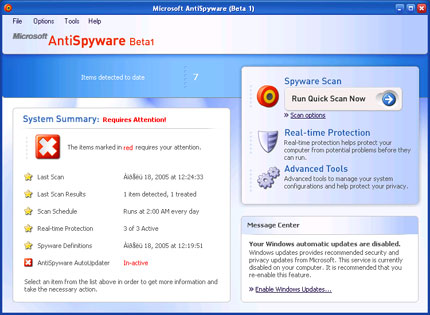 Microsoft AntiSpyware (Beta 1)
File Options Tools Help
Microsoft AntiSpyware Beta1
Items detected to date 7
System Summary: Requires Attention!
The items marked in red requires your attention.
Last Scan Áïðåëü 18, 2005 at 12:24:33
Last Scan Results 1 item detected, 1 treated
Scan Schedule Runs at 2:00 AM every day
Real-time Protection 3 of 3 Active
Spyware Definitions Áïðåëü 18, 2005 at 12:19:51
AntiSpyware AutoUpdater In-active
Select an item from the list above in order to get more information and
take the necessary action.
Spyware Scan
Run Quick Scan Now
» Scan options
Real-time Protection
Real-time protection helps protect your
computer from potential problems before they
can run.
Advanced Tools
Advanced tools to manage your system
configurations and help protect your privacy.
Message Center
Your Windows automatic updates are disabled.
Windows updates provides recommended security and
privacy updates from Microsoft. This service is currently
disabled on your computer. It is recommended that you
re-enable this feature.
» Enable Windows Updates...